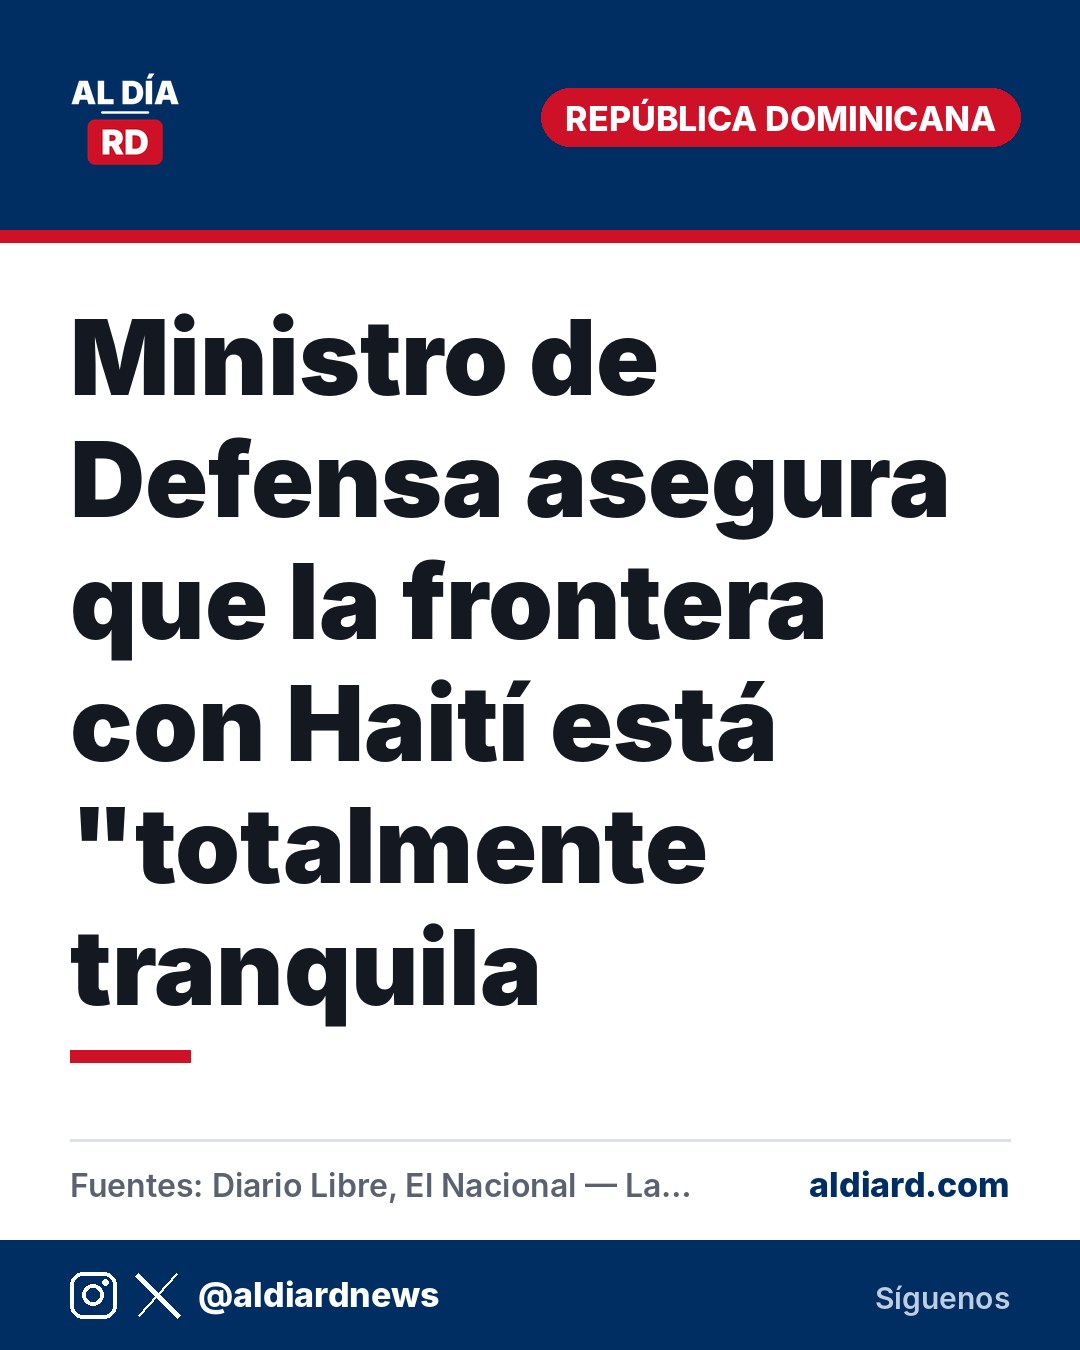 AL DÍA
RD
REPÚBLICA DOMINICANA
Ministro de
Defensa asegura
que la frontera
con Haití está
"totalmente
tranquila
Fuentes: Diario Libre, El Nacional — La...
aldiard.com
@aldiardnews
Síguenos